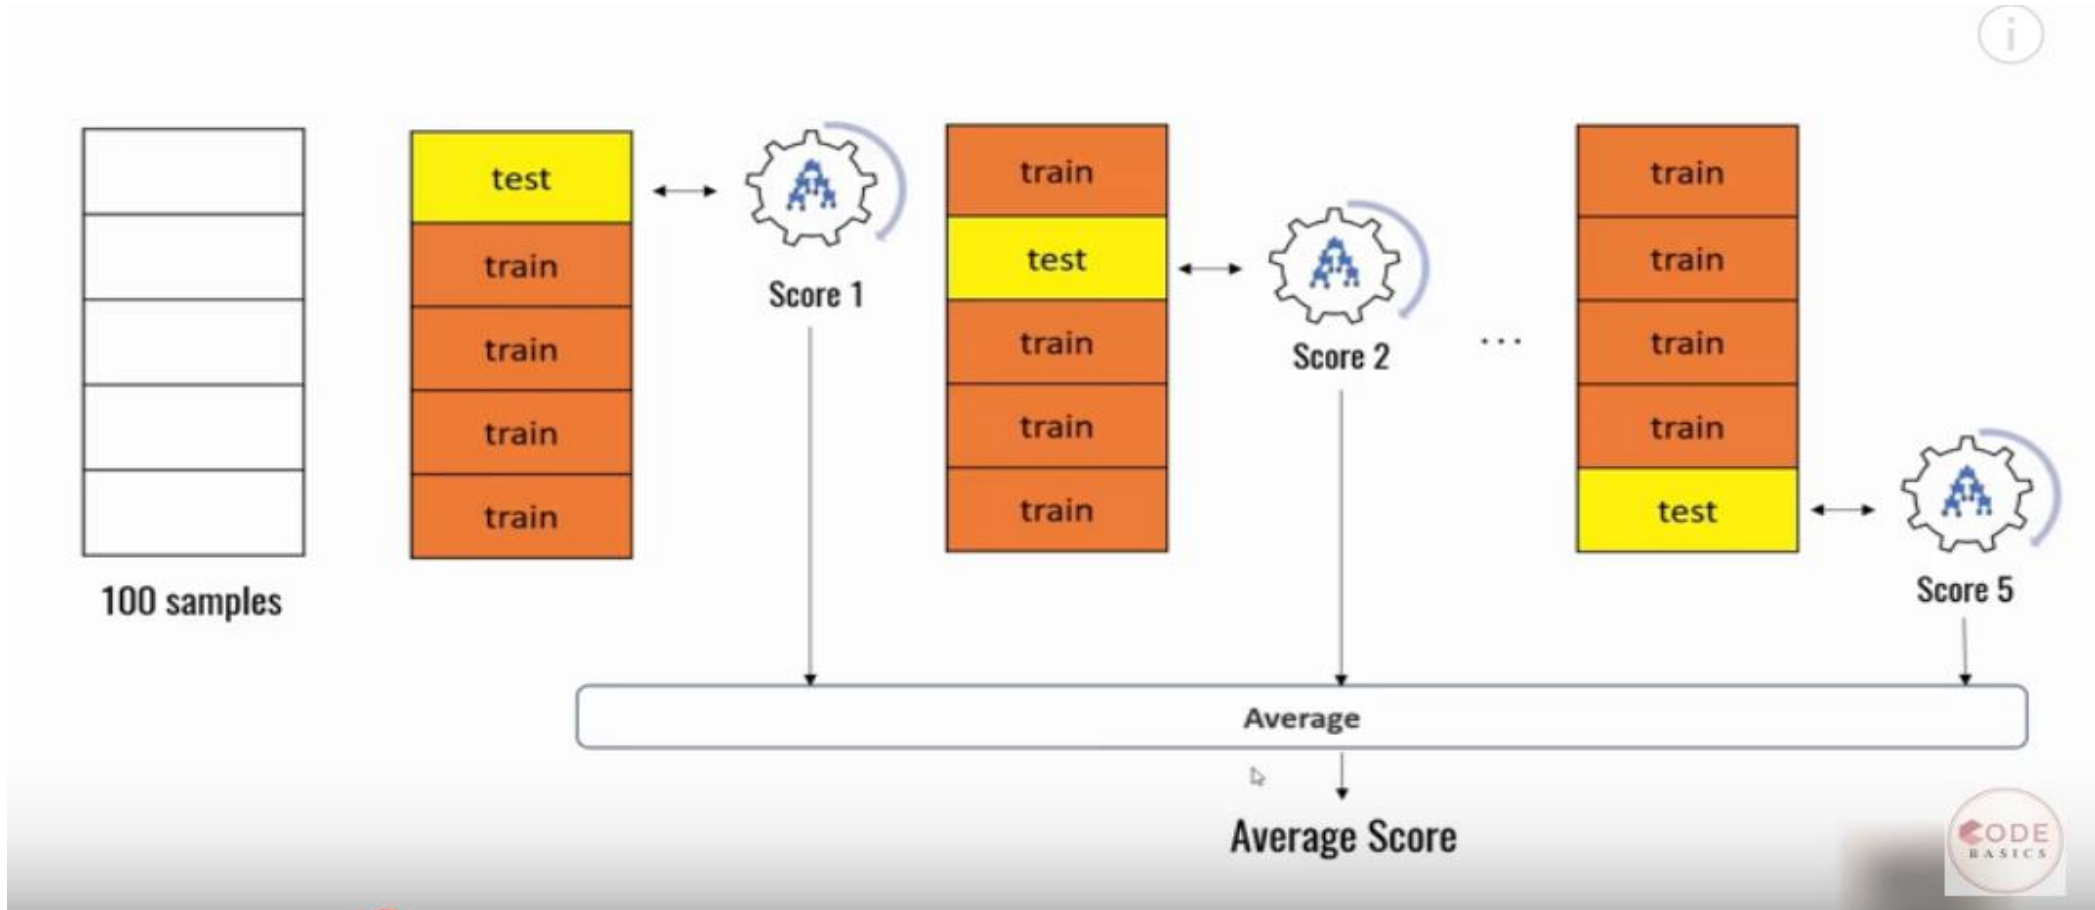 i
100 samples
test
train
train
train
train
Score 1
train
test
train
train
train
Score 2
...
train
train
train
train
test
Score 5
Average
Average Score
CODE
BASICS